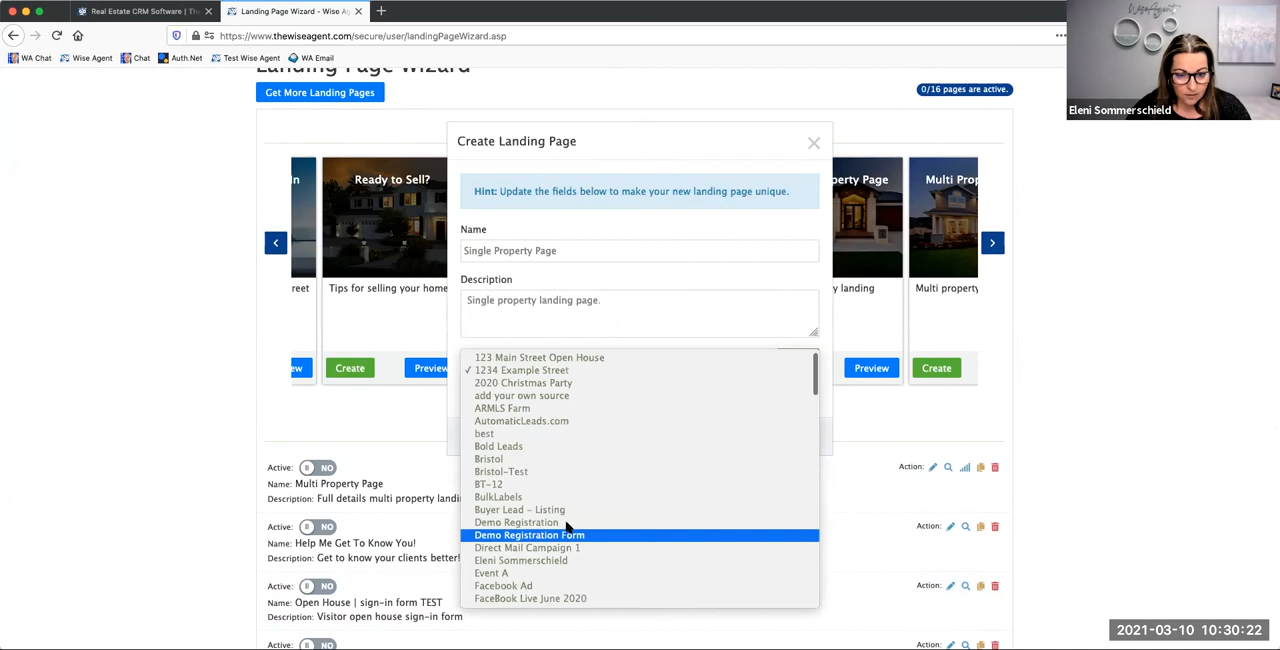 Real Estate CRM Software | Th
Landing Page Wizard - Wise Ag
https://www.thewiseagent.com/secure/user/landingPageWizard.asp
WA Chat
Wise Agent
Chat
Auth.Net
Test Wise Agent
WA Email
WiseAgent
Eleni Sommerschield
Landing Page Wizard
Get More Landing Pages
0/16 pages are active.
Create Landing Page
Hint: Update the fields below to make your new landing page unique.
Name
Single Property Page
Description
Single property landing page.
In
Ready to Sell?
perty Page
Multi Prop
reet
Tips for selling your home
ty landing
Multi property
ew
Create
Preview
Preview
Create
123 Main Street Open House
✓ 1234 Example Street
2020 Christmas Party
add your own source
ARMLS Farm
AutomaticLeads.com
best
Bold Leads
Bristol
Bristol-Test
BT-12
BulkLabels
Buyer Lead - Listing
Demo Registration
Demo Registration Form
Direct Mail Campaign 1
Eleni Sommerschield
Event A
Facebook Ad
FaceBook Live June 2020
Active: NO
Action:
Name: Multi Property Page
Description: Full details multi property landi
Active: NO
Action:
Name: Help Me Get To Know You!
Description: Get to know your clients better!
Active: NO
Action:
Name: Open House | sign-in form TEST
Description: Visitor open house sign-in form
Active: NO
Action:
2021-03-10 10:30:22